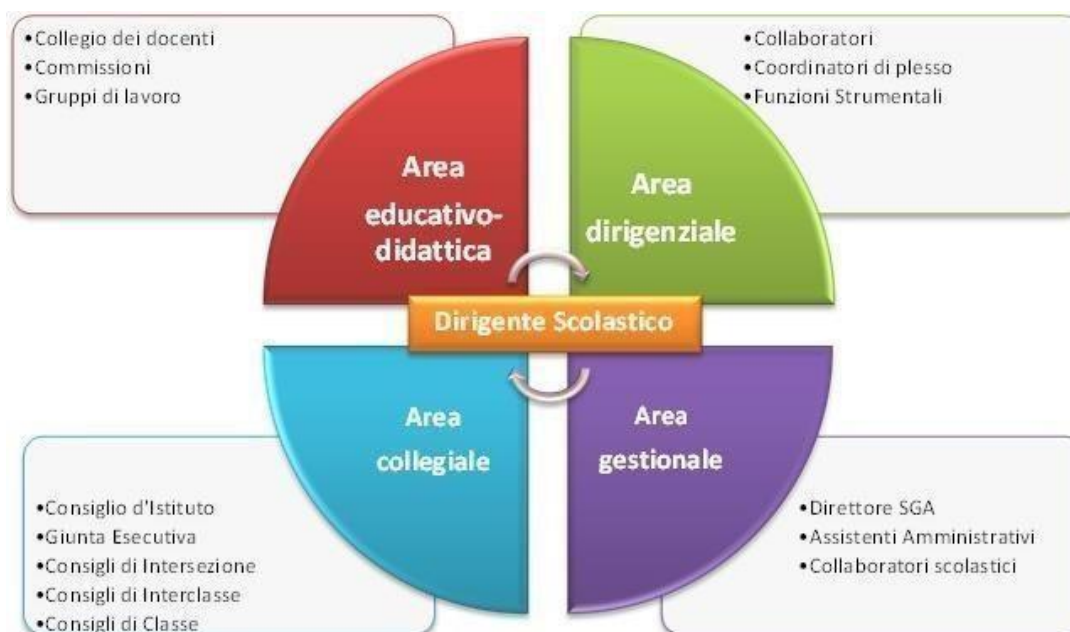 •Collegio dei docenti
•Commissioni
•Gruppi di lavoro
Area
educativo-
didattica
•Collaboratori
•Coordinatori di plesso
•Funzioni Strumentali
Area
dirigenziale
Dirigente Scolastico
Area
collegiale
•Consiglio d'Istituto
•Giunta Esecutiva
•Consigli di Intersezione
•Consigli di Interclasse
•Consigli di Classe
Area
gestionale
•Direttore SGA
•Assistenti Amministrativi
•Collaboratori scolastici